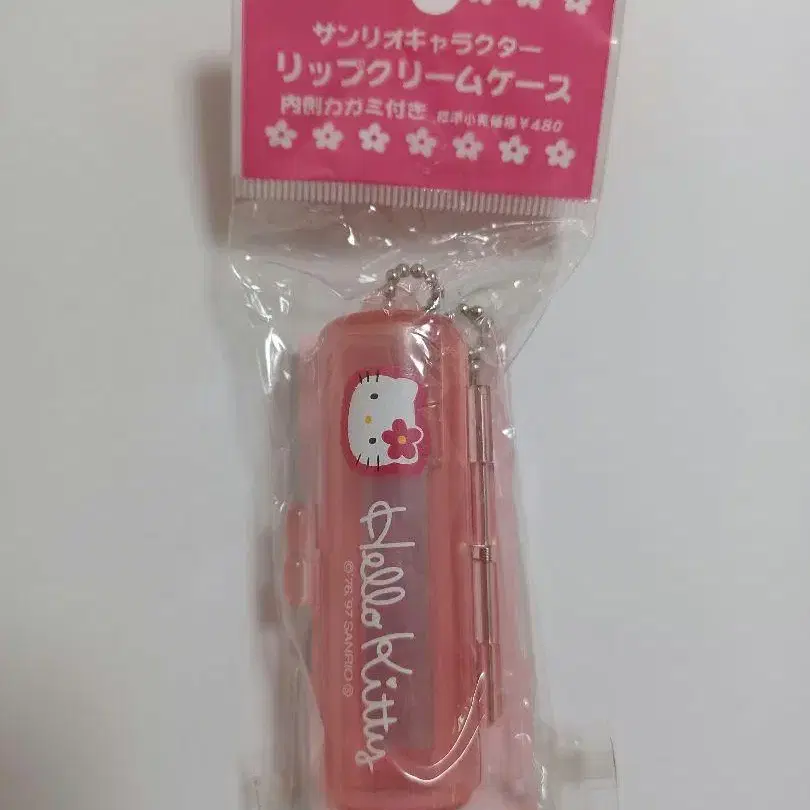 サンリオキャラクター
リップクリームケース
内側カガミ付き 標準小売価格¥480
Hello Kitty
©'76, '97 SANRIO